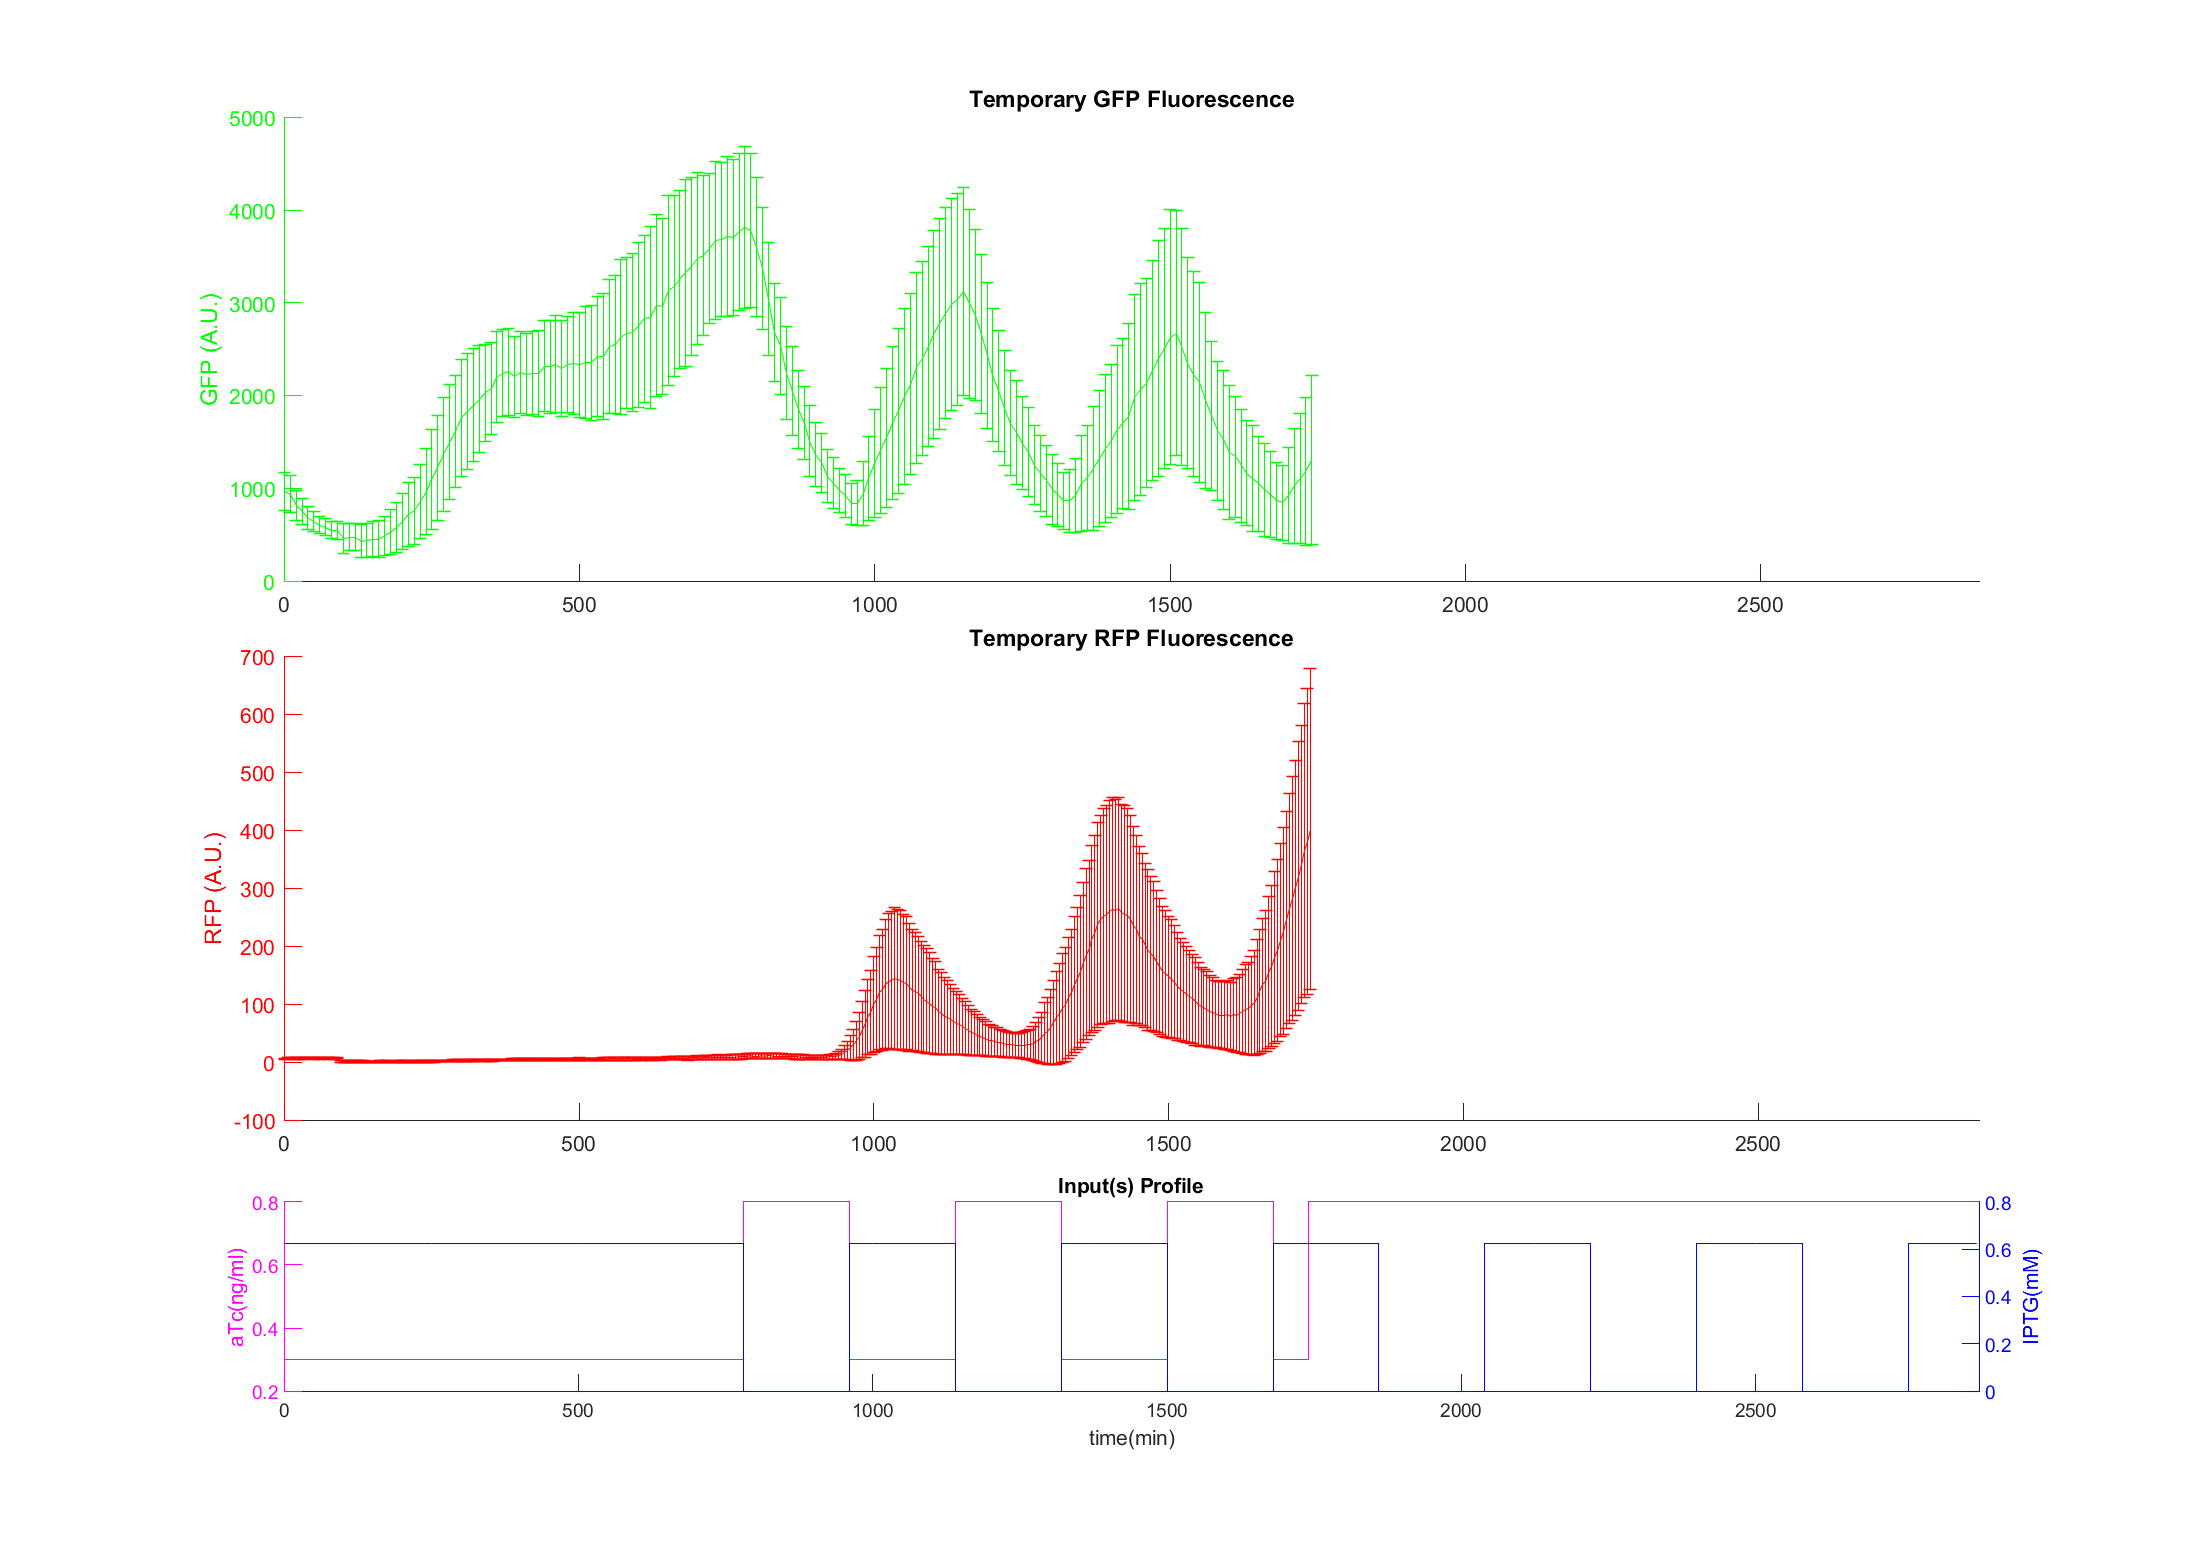 Temporary GFP Fluorescence
5000
4000
3000
2000
1000
0
GFP (A.U.)
0 500 1000 1500 2000 2500
Temporary RFP Fluorescence
700
600
500
400
300
200
100
0
-100
RFP (A.U.)
0 500 1000 1500 2000 2500
Input(s) Profile
0.8
0.6
0.4
0.2
aTc(ng/ml)
0.8
0.6
0.4
0.2
0
IPTG(mM)
0 500 1000 1500 2000 2500
time(min)